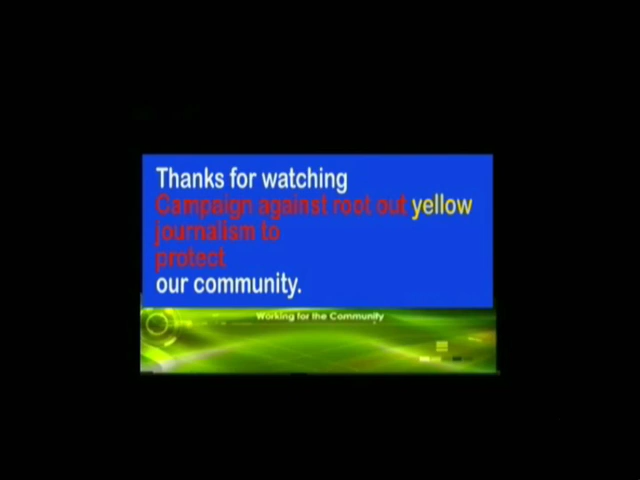 Thanks for watching
Campaign against root out yellow
journalism to
protect
our community.
Working for the Community